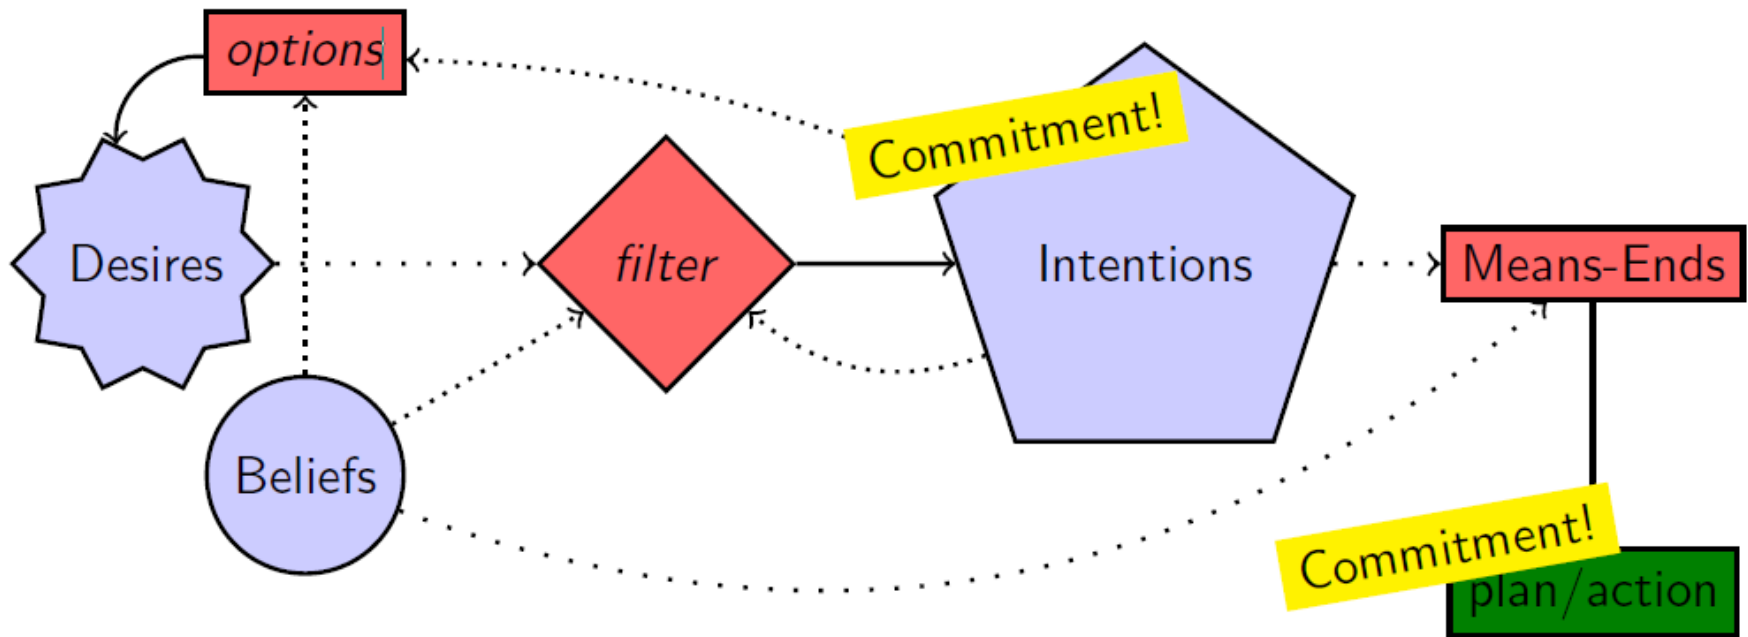 options
Commitment!
Desires
filter
Intentions
Means-Ends
Beliefs
Commitment!
plan/action